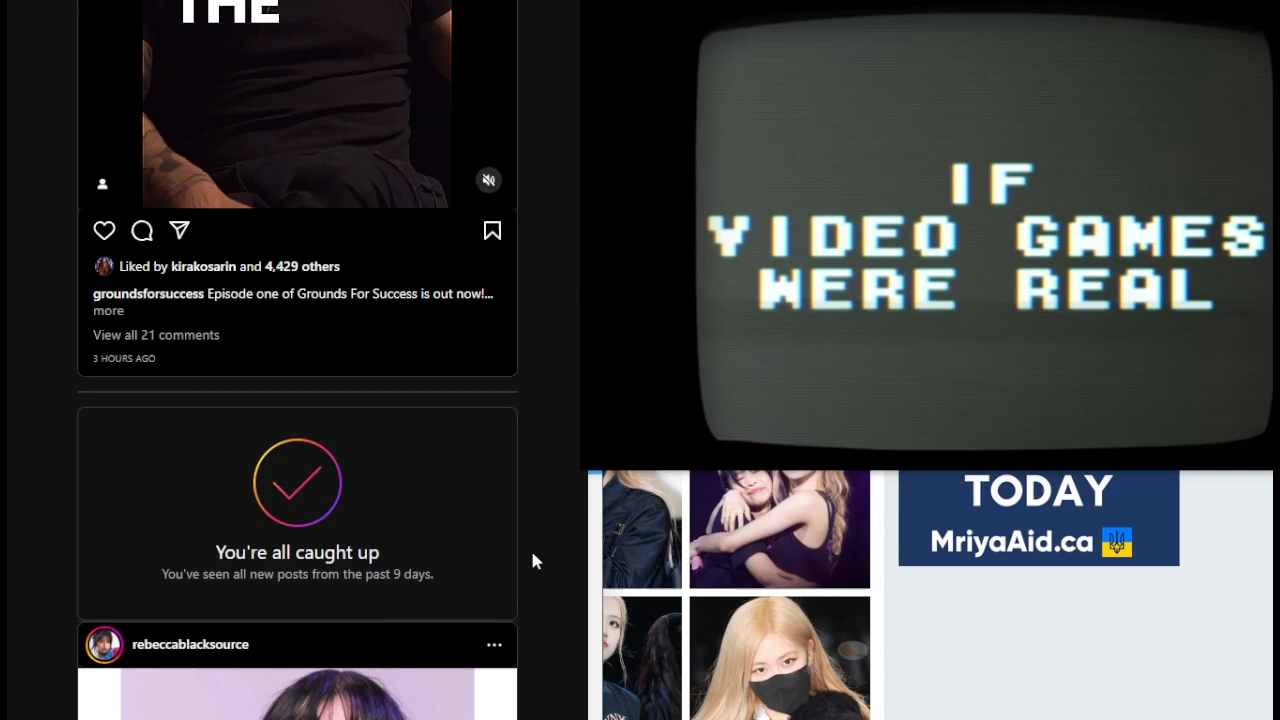 THE
Liked by kirakosarin and 4,429 others
groundsforsuccess Episode one of Grounds For Success is out now!...
more
View all 21 comments
3 HOURS AGO
You're all caught up
You've seen all new posts from the past 9 days.
rebeccablacksource
IF
VIDEO GAMES
WERE REAL
TODAY
MriyaAid.ca